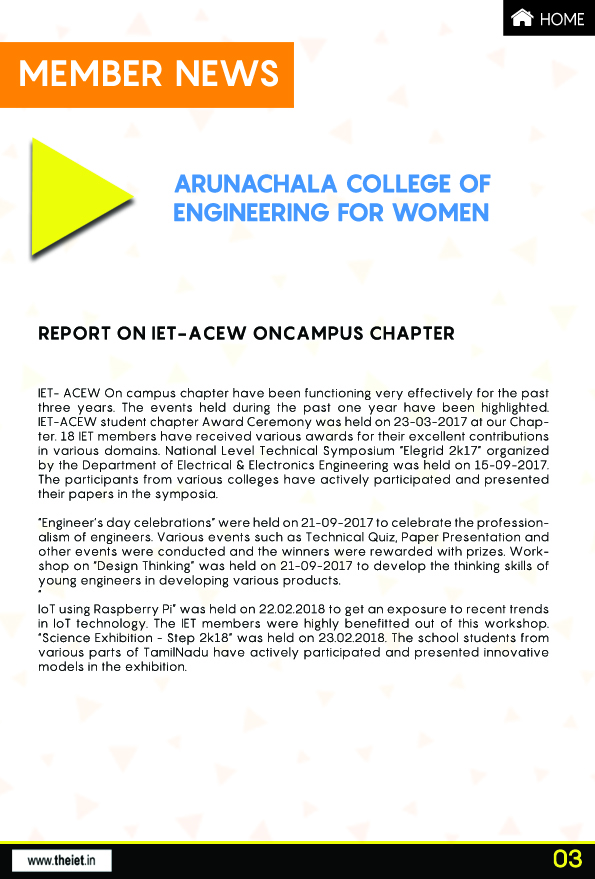 HOME
MEMBER NEWS
ARUNACHALA COLLEGE OF
ENGINEERING FOR WOMEN
REPORT ON IET-ACEW ONCAMPUS CHAPTER
IET- ACEW On campus chapter have been functioning very effectively for the past
three years. The events held during the past one year have been highlighted.
IET-ACEW student chapter Award Ceremony was held on 23-03-2017 at our Chap-
ter. 18 IET members have received various awards for their excellent contributions
in various domains. National Level Technical Symposium "Elegrid 2k17" organized
by the Department of Electrical & Electronics Engineering was held on 15-09-2017.
The participants from various colleges have actively participated and presented
their papers in the symposia.
"Engineer's day celebrations" were held on 21-09-2017 to celebrate the profession-
alism of engineers. Various events such as Technical Quiz, Paper Presentation and
other events were conducted and the winners were rewarded with prizes. Work-
shop on "Design Thinking" was held on 21-09-2017 to develop the thinking skills of
young engineers in developing various products.
"
IoT using Raspberry Pi" was held on 22.02.2018 to get an exposure to recent trends
in IoT technology. The IET members were highly benefitted out of this workshop.
"Science Exhibition - Step 2k18" was held on 23.02.2018. The school students from
various parts of TamilNadu have actively participated and presented innovative
models in the exhibition.
www.theiet.in
03